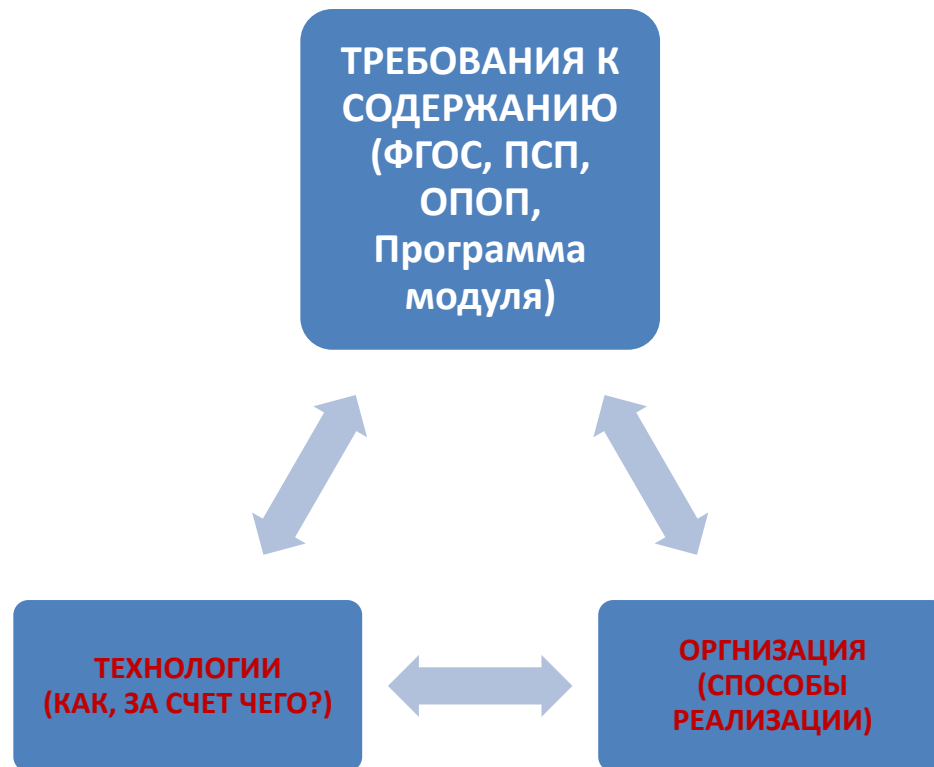 ТРЕБОВАНИЯ К
СОДЕРЖАНИЮ
(ФГОС, ПСП,
ОПОП,
Программа
модуля)
ТЕХНОЛОГИИ
(КАК, ЗА СЧЕТ ЧЕГО?)
ОРГНИЗАЦИЯ
(СПОСОБЫ
РЕАЛИЗАЦИИ)